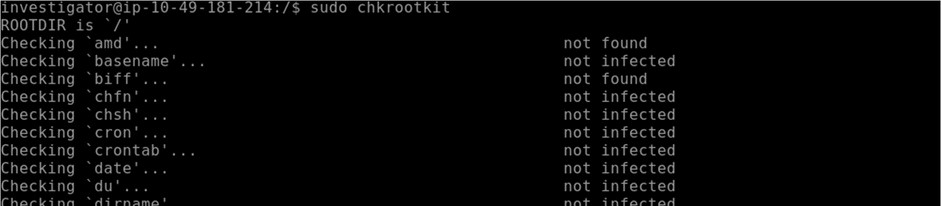 investigator@ip-10-49-181-214:/$ sudo chkrootkit
ROOTDIR is `/'
Checking `amd'... not found
Checking `basename'... not infected
Checking `biff'... not found
Checking `chfn'... not infected
Checking `chsh'... not infected
Checking `cron'... not infected
Checking `crontab'... not infected
Checking `date'... not infected
Checking `du'... not infected
Checking `dirname'... not infected